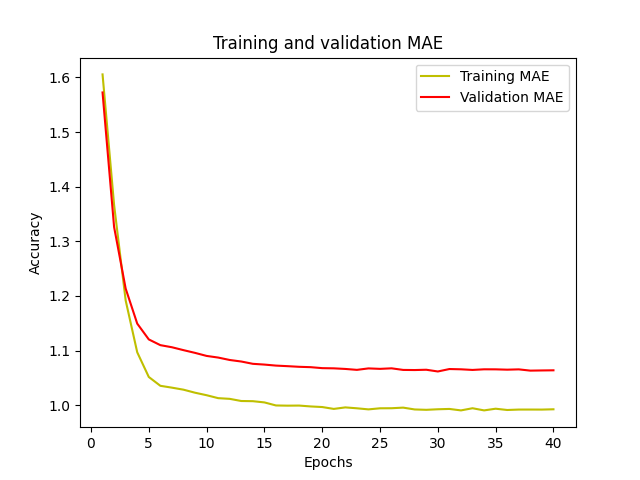 Training and validation MAE
Training MAE
Validation MAE
Accuracy
1.6
1.5
1.4
1.3
1.2
1.1
1.0
0 5 10 15 20 25 30 35 40
Epochs